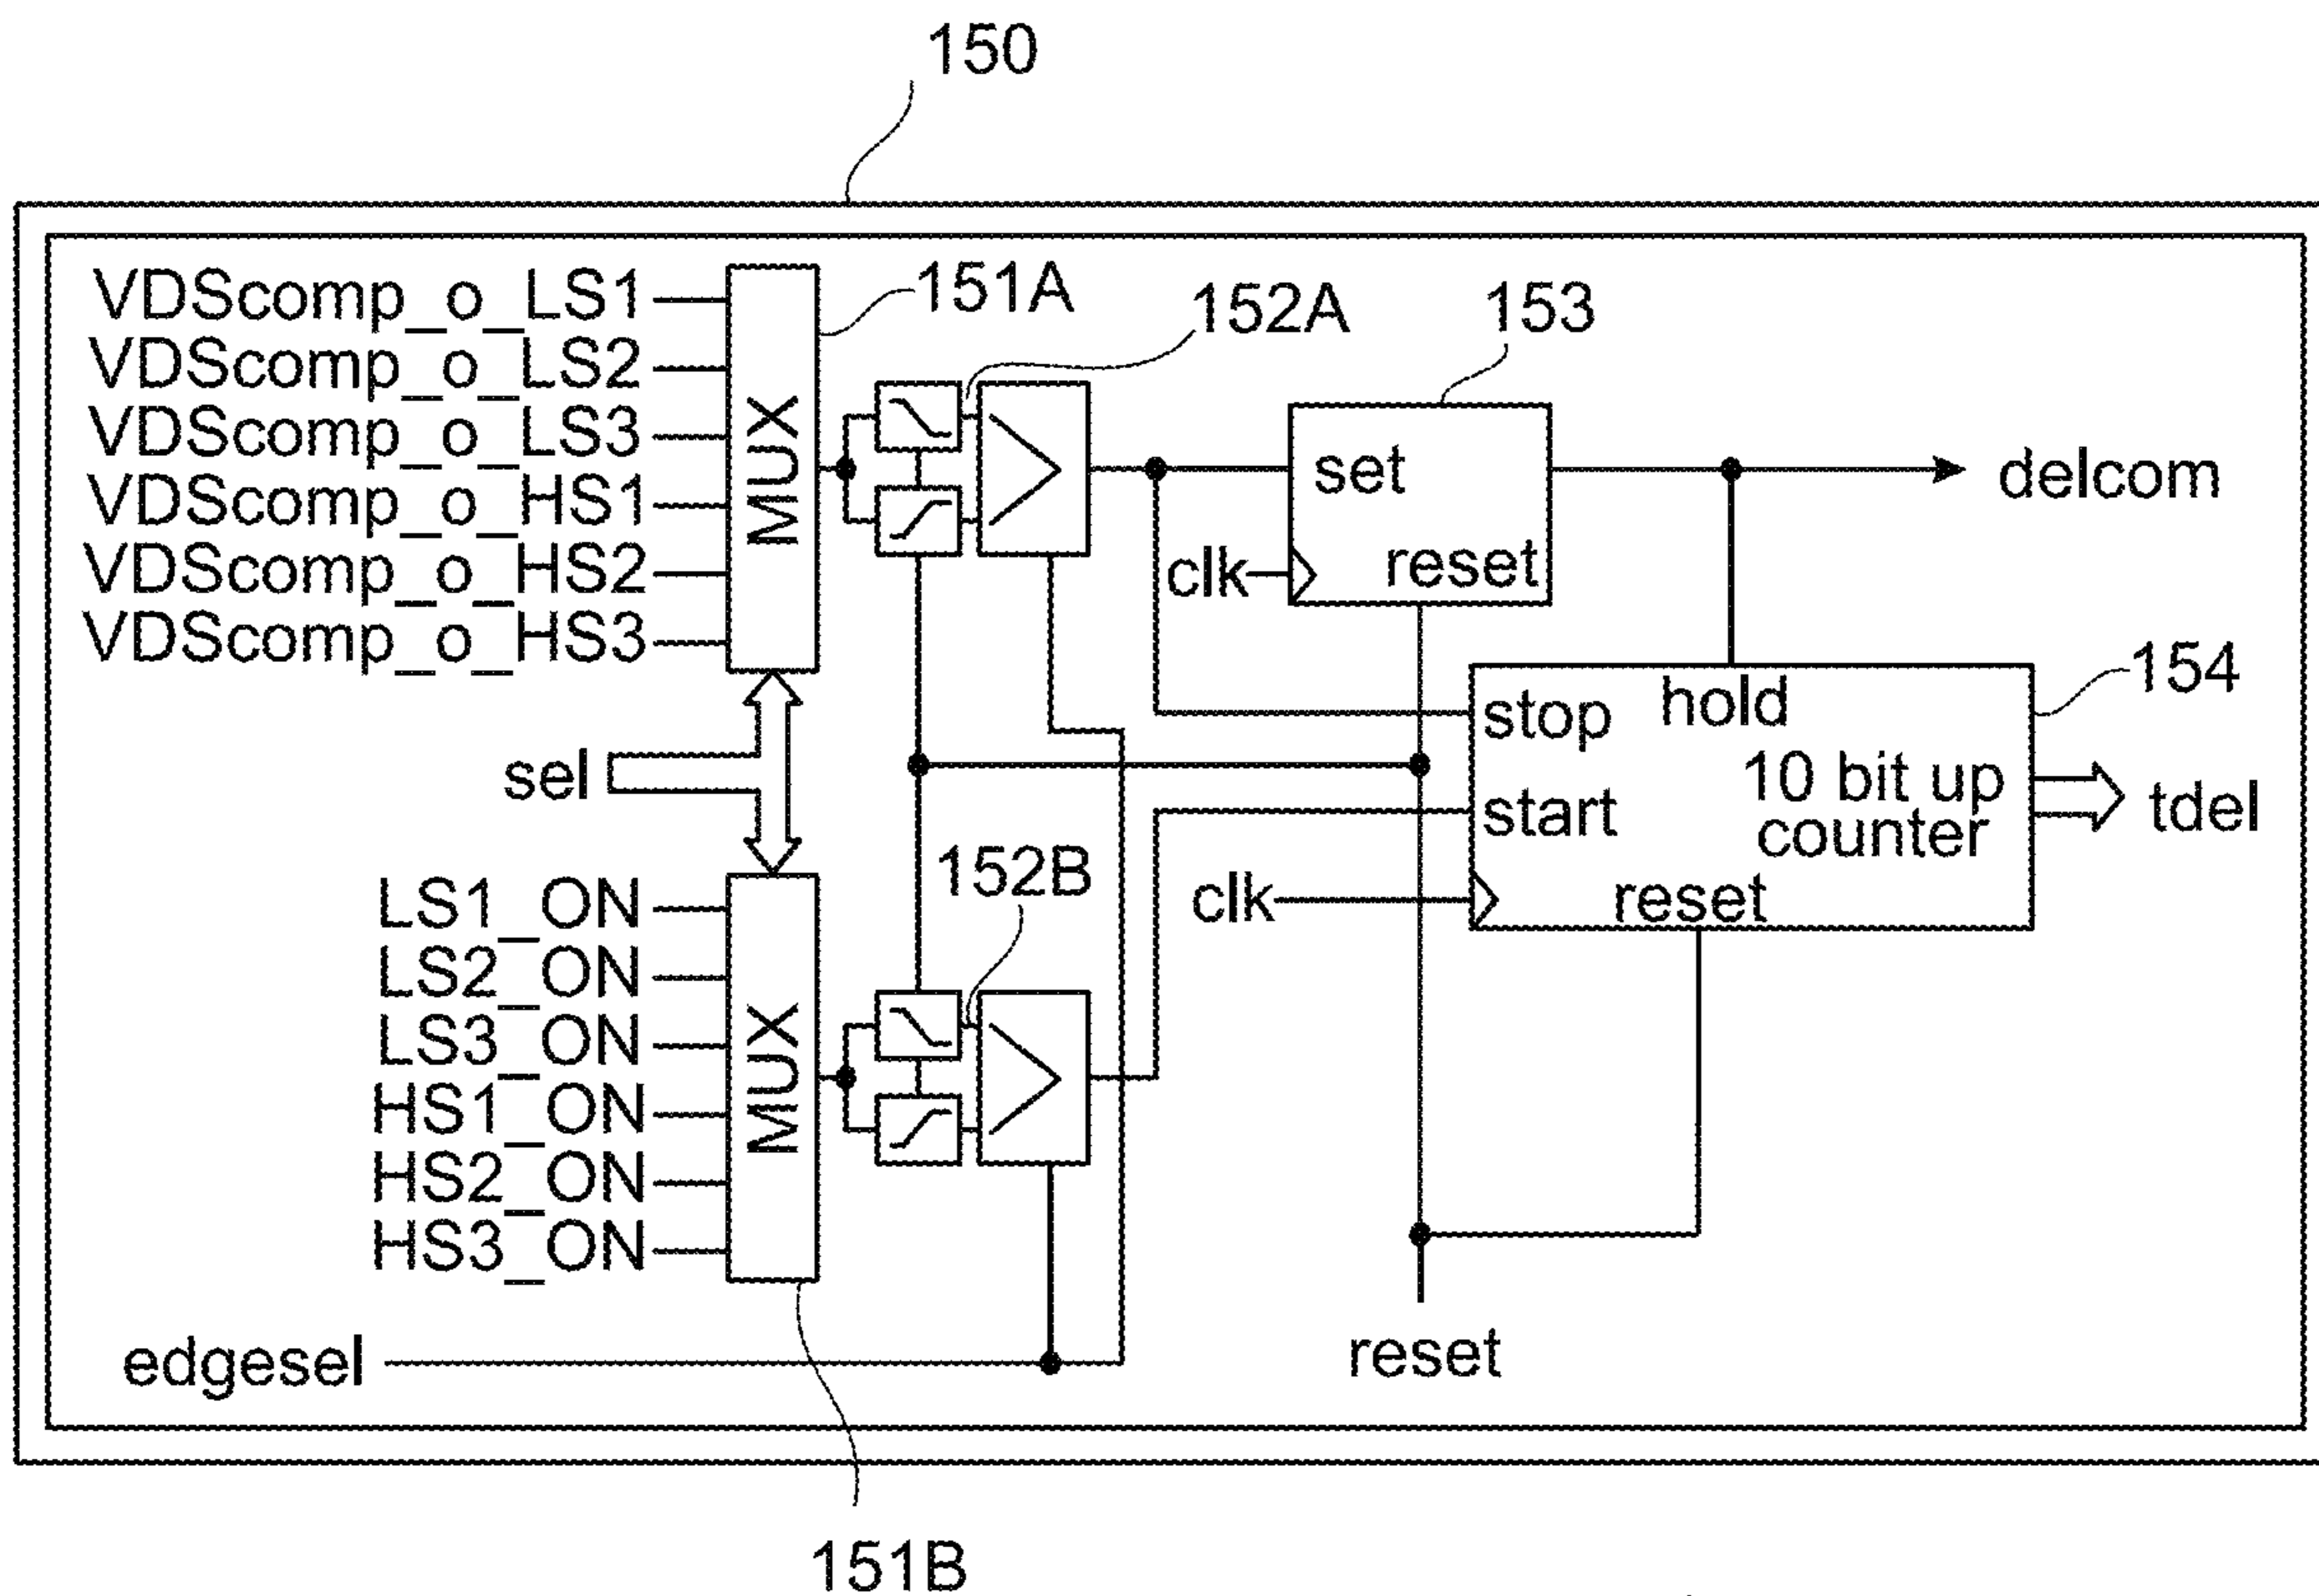 150
VDScomp_o_LS1
VDScomp_o_LS2
VDScomp_o_LS3
VDScomp_o_HS1
VDScomp_o_HS2
VDScomp_o_HS3
MUX
151A
152A
153
set
clk
reset
delcom
154
sel
stop
hold
start
10 bit up
counter
clk
reset
tdel
LS1_ON
LS2_ON
LS3_ON
HS1_ON
HS2_ON
HS3_ON
MUX
152B
edgesel
reset
151B